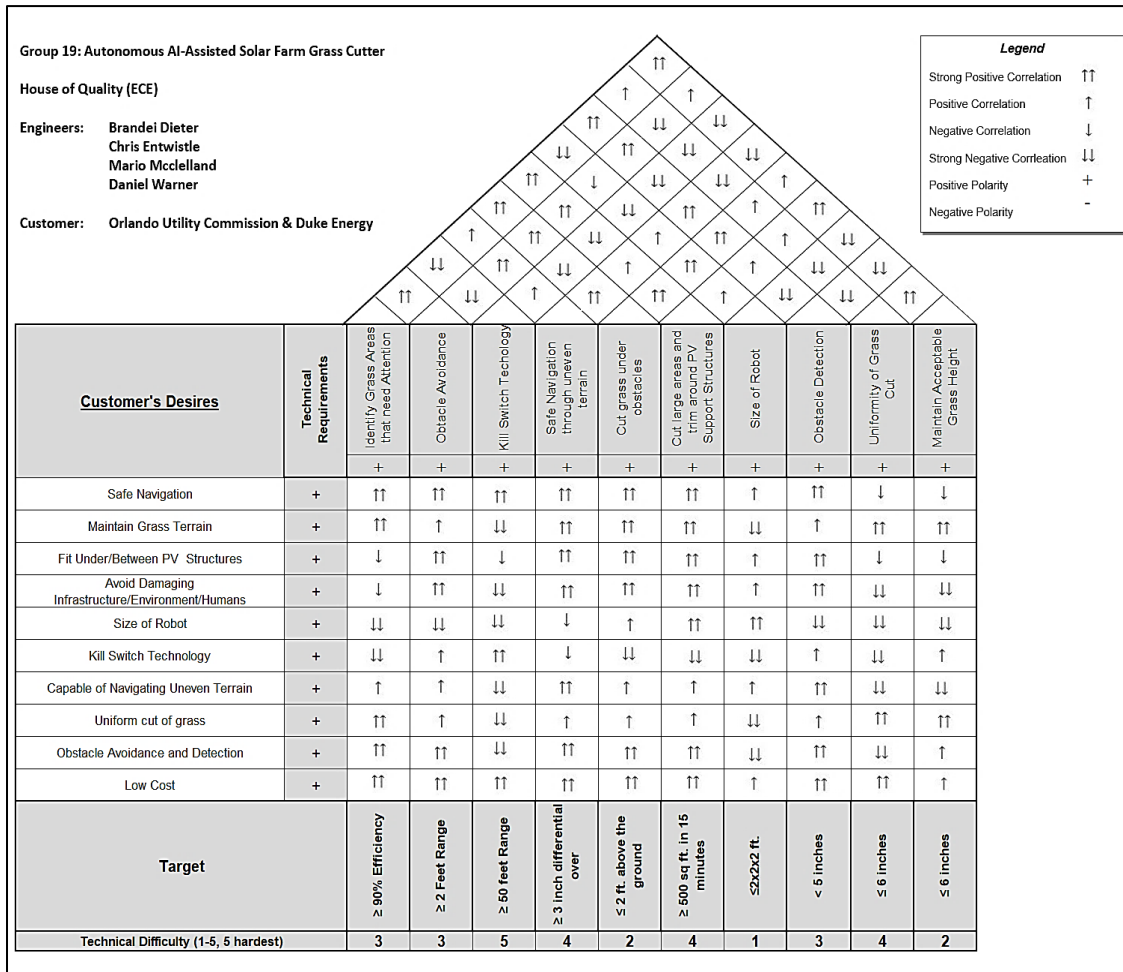 Group 19: Autonomous AI-Assisted Solar Farm Grass Cutter
House of Quality (ECE)
Engineers: Brandei Dieter
Chris Entwistle
Mario Mcclelland
Daniel Warner
Customer: Orlando Utility Commission & Duke Energy
Legend
Strong Positive Correlation ↑↑
Positive Correlation ↑
Negative Correlation ↓
Strong Negative Corrleation ↓↓
Positive Polarity +
Negative Polarity -
↑↑
↑ ↑
↑↑ ↓↓ ↓↓
↓↓ ↑↑ ↓↓ ↓↓
↑↑ ↓ ↓↓ ↓↓ ↑
↑↑ ↑↑ ↓↓ ↑↑ ↑ ↑↑
↑ ↑↑ ↓↓ ↑ ↑↑ ↑ ↓↓
↓↓ ↑↑ ↓↓ ↑ ↑↑ ↑ ↓↓ ↓↓
↑↑ ↓↓ ↑ ↑↑ ↑↑ ↑ ↓↓ ↓↓ ↑↑
Customer's Desires
Technical
Requirements
Identify Grass Areas
that need Attention
Obtacle Avoidance
Kill Switch Techology
Safe Navigation
through uneven
terrain
Cut grass under
obstacles
Cut large areas and
trim around PV
Support Structures
Size of Robot
Obstacle Detection
Uniformity of Grass
Cut
Maintain Acceptable
Grass Height
+ + + + + + + + + +
Safe Navigation + ↑↑ ↑↑ ↑↑ ↑↑ ↑↑ ↑↑ ↑ ↑↑ ↓ ↓
Maintain Grass Terrain + ↑↑ ↑ ↓↓ ↑↑ ↑↑ ↑↑ ↓↓ ↑ ↑↑ ↑↑
Fit Under/Between PV Structures + ↓ ↑↑ ↓ ↑↑ ↑↑ ↑↑ ↑ ↑↑ ↓ ↓
Avoid Damaging
Infrastructure/Environment/Humans + ↓ ↑↑ ↓↓ ↑↑ ↑↑ ↑↑ ↑ ↑↑ ↓↓ ↓↓
Size of Robot + ↓↓ ↓↓ ↓↓ ↓ ↑ ↑↑ ↑↑ ↓↓ ↓↓ ↓↓
Kill Switch Technology + ↓↓ ↑ ↑↑ ↓ ↓↓ ↓↓ ↓↓ ↑ ↓↓ ↑
Capable of Navigating Uneven Terrain + ↑ ↑ ↓↓ ↑↑ ↑ ↑ ↑ ↑↑ ↓↓ ↓↓
Uniform cut of grass + ↑↑ ↑ ↓↓ ↑ ↑ ↑ ↓↓ ↑ ↑↑ ↑↑
Obstacle Avoidance and Detection + ↑↑ ↑↑ ↓↓ ↑↑ ↑↑ ↑↑ ↓↓ ↑↑ ↓↓ ↑
Low Cost + ↑↑ ↑↑ ↑↑ ↑↑ ↑↑ ↑↑ ↑ ↑↑ ↑↑ ↑
Target
≥ 90% Efficiency
≥ 2 Feet Range
≥ 50 feet Range
≥ 3 inch differential
over
≤ 2 ft. above the
ground
≥ 500 sq ft. in 15
minutes
≤2x2x2 ft.
< 5 inches
≤ 6 inches
≤ 6 inches
Technical Difficulty (1-5, 5 hardest) 3 3 5 4 2 4 1 3 4 2